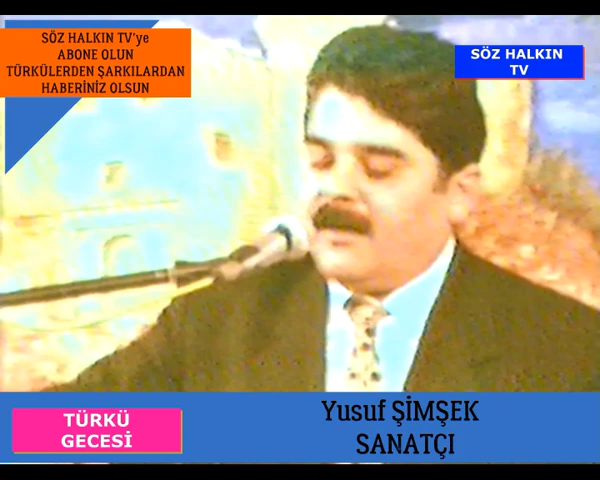 SÖZ HALKIN TV'ye
ABONE OLUN
TÜRKÜLERDEN ŞARKILARDAN
HABERİNİZ OLSUN
SÖZ HALKIN
TV
TÜRKÜ
GECESİ
Yusuf ŞİMŞEK
SANATÇI